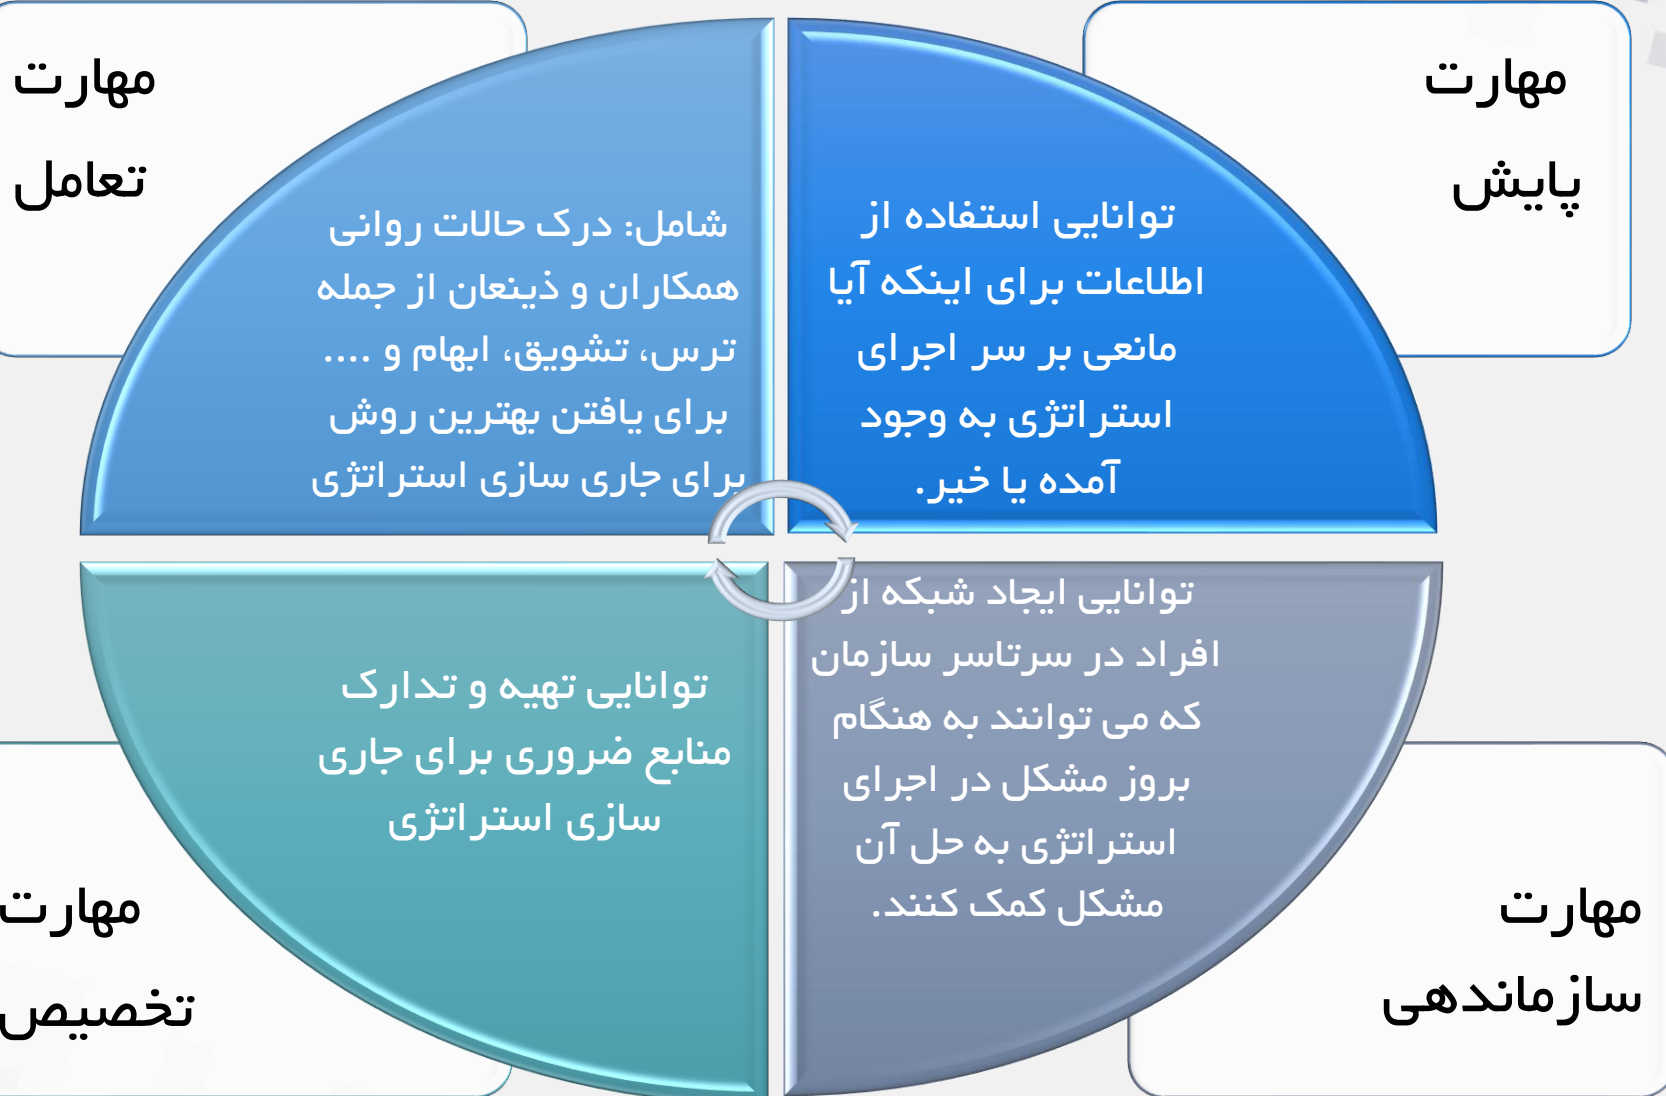 مهارت
پایش
توانایی استفاده از
اطلاعات برای اینکه آیا
مانعی بر سر اجرای
استراتژی به وجود
آمده یا خیر.
مهارت
تعامل
شامل: درک حالات روانی
همکاران و ذینعان از جمله
ترس، تشویق، ابهام و ....
برای یافتن بهترین روش
برای جاری سازی استراتژی
مهارت
سازماندهی
توانایی ایجاد شبکه از
افراد در سرتاسر سازمان
که می توانند به هنگام
بروز مشکل در اجرای
استراتژی به حل آن
مشکل کمک کنند.
مهارت
تخصیص
توانایی تهیه و تدارک
منابع ضروری برای جاری
سازی استراتژی